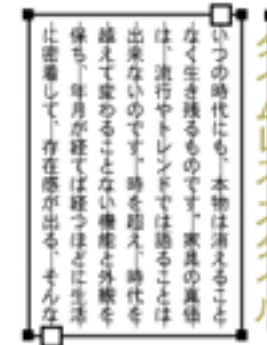 いつの時代にも、本物は消えること
なく生き残るものです。家具の真価
は、流行やトレンドでは語ることは
出来ないのです。時を超え、時代を
越えて変わることない機能と外観を
保ち、年月が経てば経つほどに生活
に密着して、存在感が出る、そんな